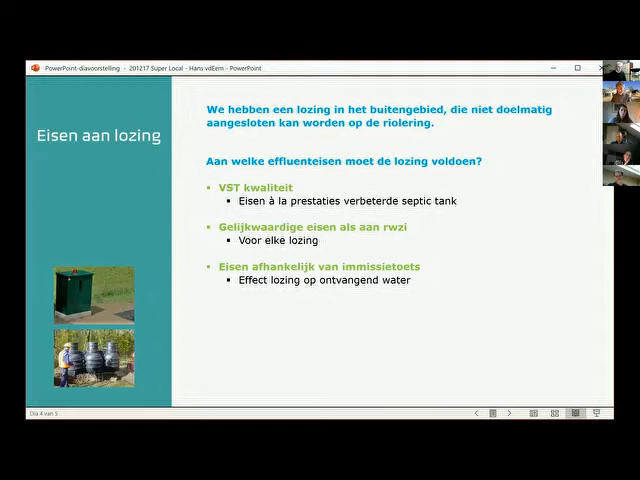 PowerPoint-diavoorstelling - 201217 Super Local - Hans vdEem - PowerPoint
Eisen aan lozing
We hebben een lozing in het buitengebied, die niet doelmatig
aangesloten kan worden op de riolering.
Aan welke effluenteisen moet de lozing voldoen?
VST kwaliteit
Eisen à la prestaties verbeterde septic tank
Gelijkwaardige eisen als aan rwzi
Voor elke lozing
Eisen afhankelijk van immissietoets
Effect lozing op ontvangend water
Dia 4 van 5